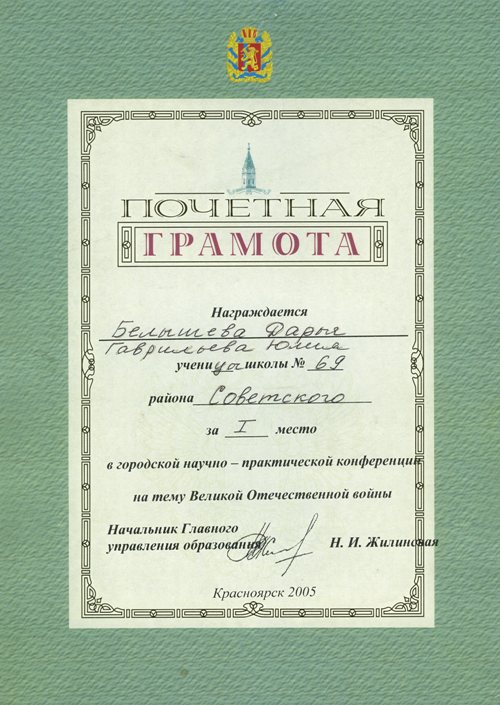 ПОЧЕТНАЯ
ГРАМОТА
Награждается
Белышева Дарья
Гаврильева Юлия
ученицы школы № 69
района Советского
за I место
в городской научно – практической конференции
на тему Великой Отечественной войны
Начальник Главного
управления образования Н. И. Жилинская
Красноярск 2005